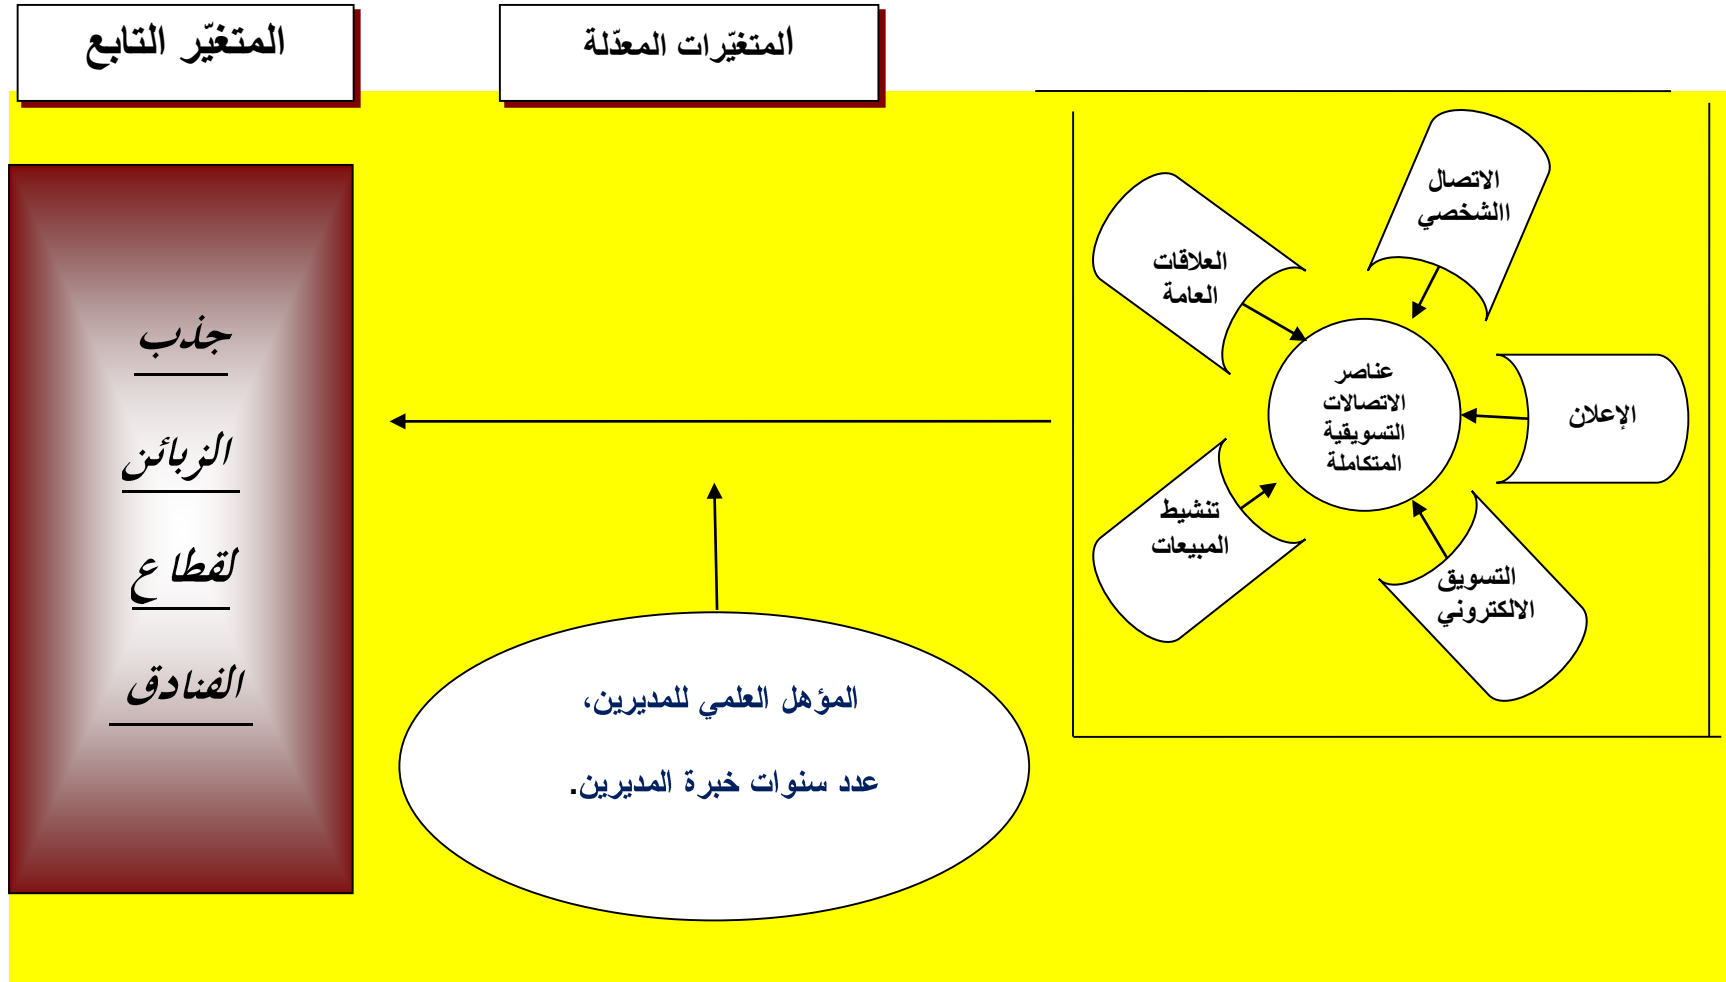 المتغيّرات المعدّلة
المتغيّر التابع
الاتصال
االشخصي
العلاقات
العامة
عناصر
الاتصالات
التسويقية
المتكاملة
الإعلان
تنشيط
المبيعات
التسويق
الالكتروني
المؤهل العلمي للمديرين،
عدد سنوات خبرة المديرين.
جذب
الزبائن
لقطاع
الفنادق